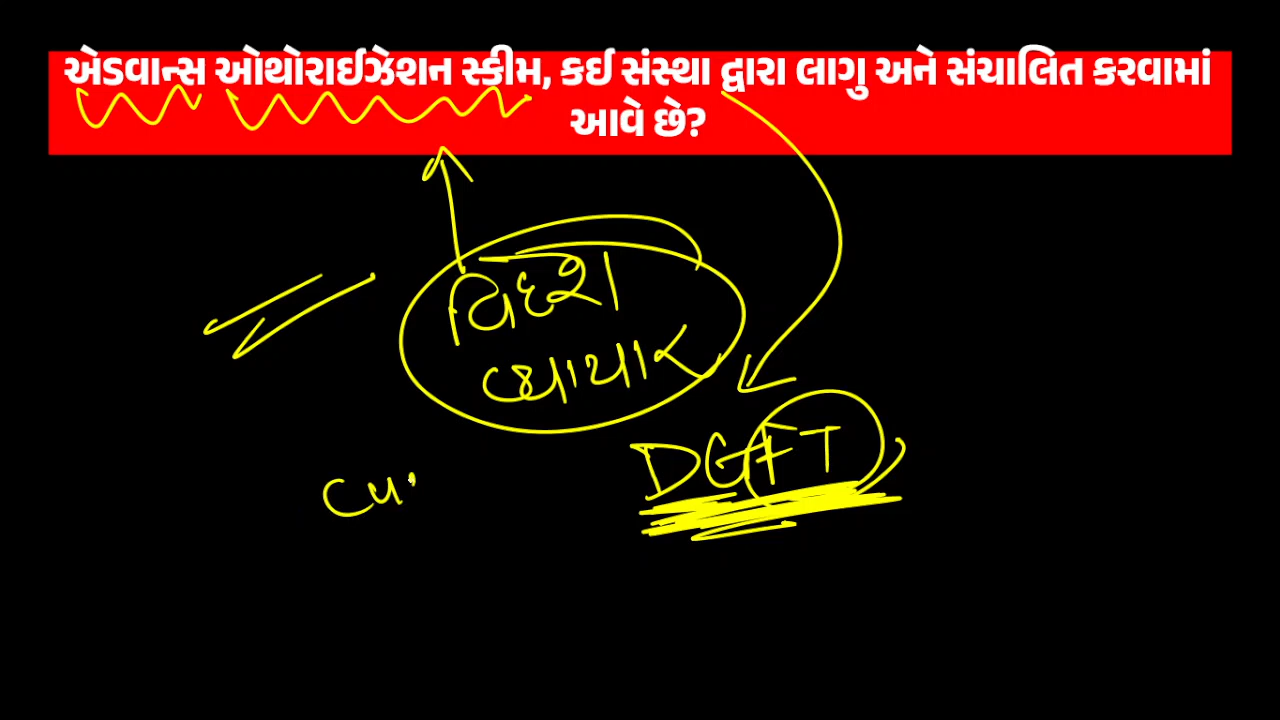 એડવાન્સ ઓથોરાઈઝેશન સ્કીમ, કઈ સંસ્થા દ્વારા લાગુ અને સંચાલિત કરવામાં
આવે છે?
વિદેશ
વ્યાપાર
DGFT